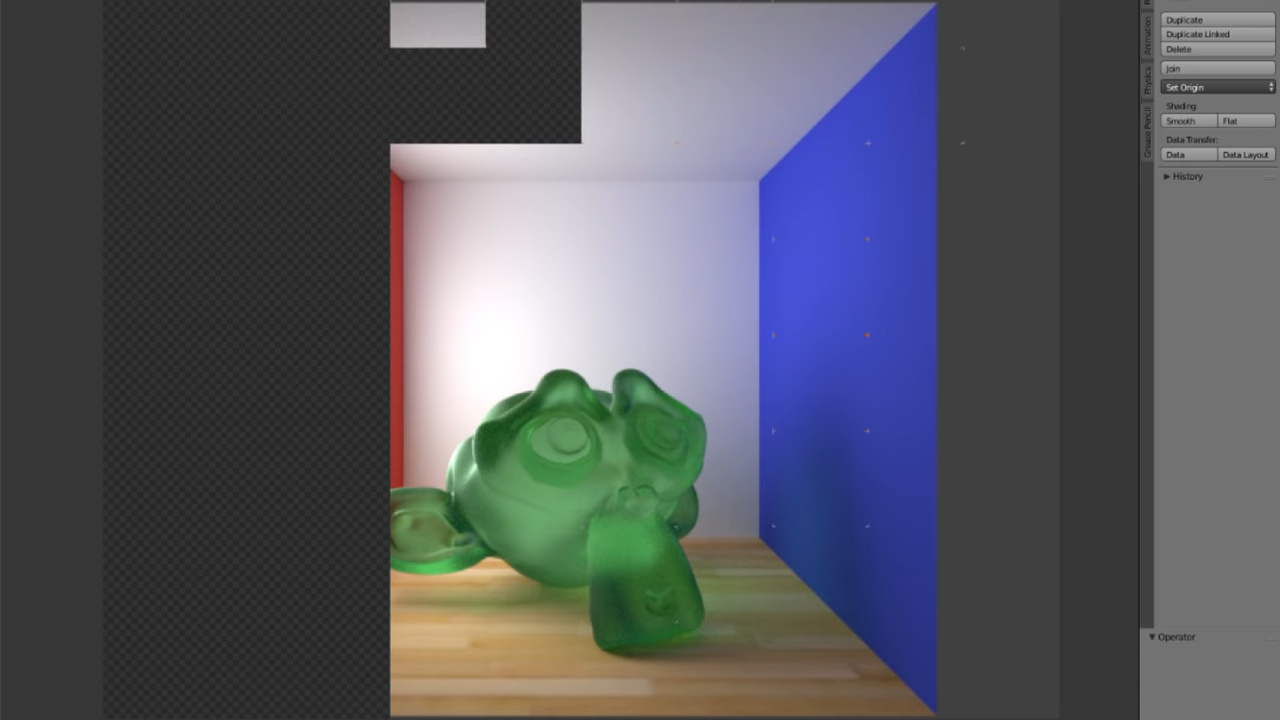 Duplicate
Duplicate Linked
Delete
Join
Set Origin
Shading:
Smooth Flat
Data Transfer:
Data Data Layout
▶ History
▼ Operator
Animation
Physics
Grease Pencil